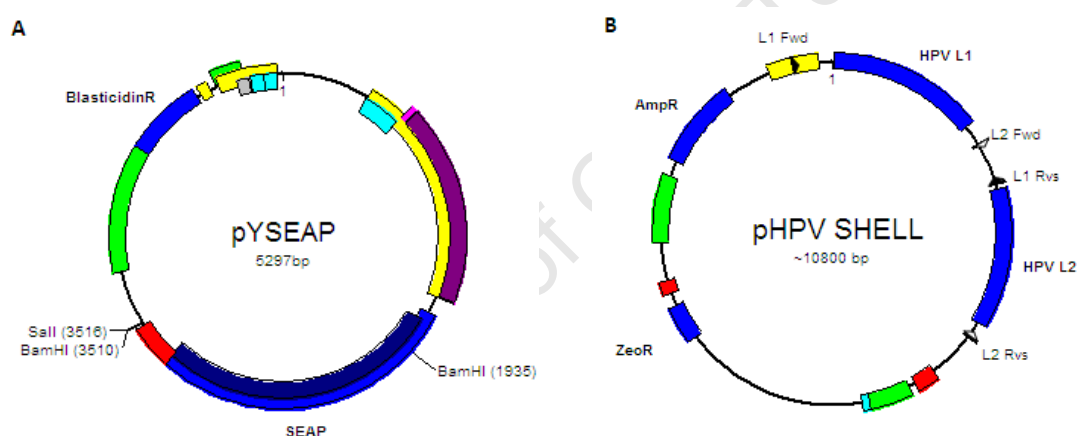 A
BlasticidinR
1
pYSEAP
5297bp
SalI (3516)
BamHI (3510)
BamHI (1935)
SEAP
B
L1 Fwd
HPV L1
1
AmpR
L2 Fwd
L1 Rvs
pHPV SHELL
~10800 bp
HPV L2
ZeoR
L2 Rvs
of